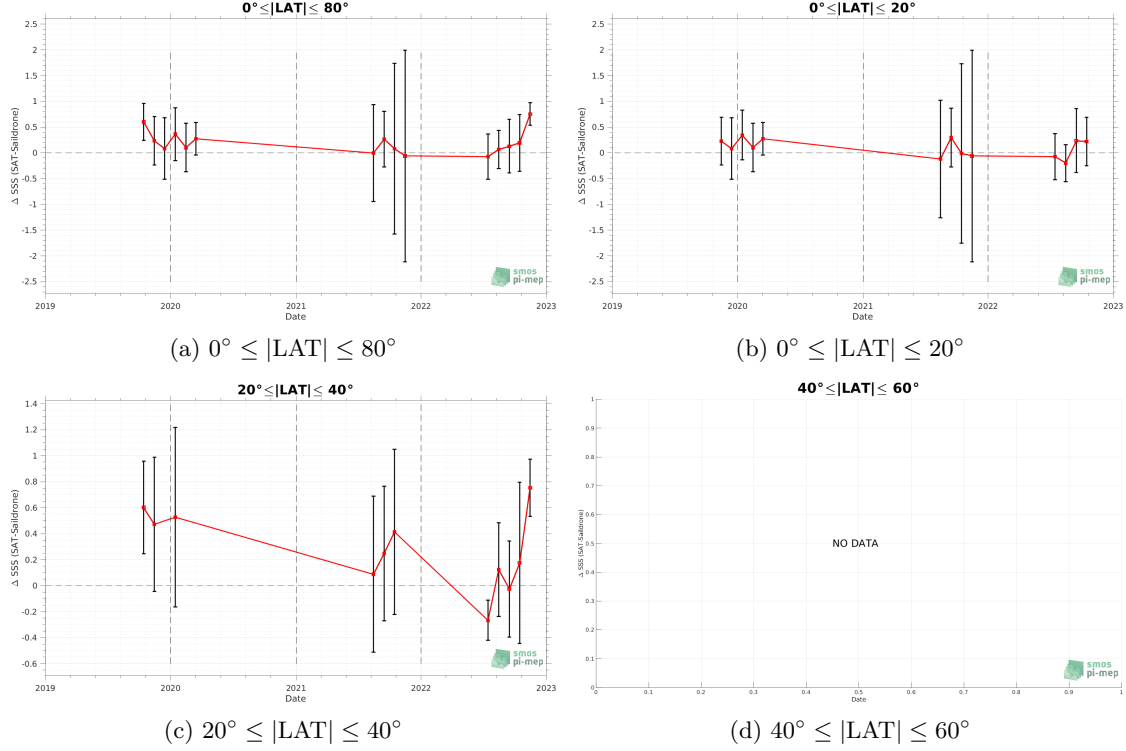 0°≤|LAT|≤ 80°
2.5
2
1.5
1
0.5
0
-0.5
-1
-1.5
-2
-2.5
Δ SSS (SAT-Saildrone)
2019
2020
2021
2022
2023
Date
smos
pi-mep
(a) 0° ≤ |LAT| ≤ 80°
0°≤|LAT|≤ 20°
2.5
2
1.5
1
0.5
0
-0.5
-1
-1.5
-2
-2.5
Δ SSS (SAT-Saildrone)
2019
2020
2021
2022
2023
Date
smos
pi-mep
(b) 0° ≤ |LAT| ≤ 20°
20°≤|LAT|≤ 40°
1.4
1.2
1
0.8
0.6
0.4
0.2
0
-0.2
-0.4
-0.6
Δ SSS (SAT-Saildrone)
2019
2020
2021
2022
2023
Date
smos
pi-mep
(c) 20° ≤ |LAT| ≤ 40°
40°≤|LAT|≤ 60°
1
0.9
0.8
0.7
0.6
0.5
0.4
0.3
0.2
0.1
0
Δ SSS (SAT-Saildrone)
NO DATA
0
0.1
0.2
0.3
0.4
0.5
0.6
0.7
0.8
0.9
1
Date
smos
pi-mep
(d) 40° ≤ |LAT| ≤ 60°